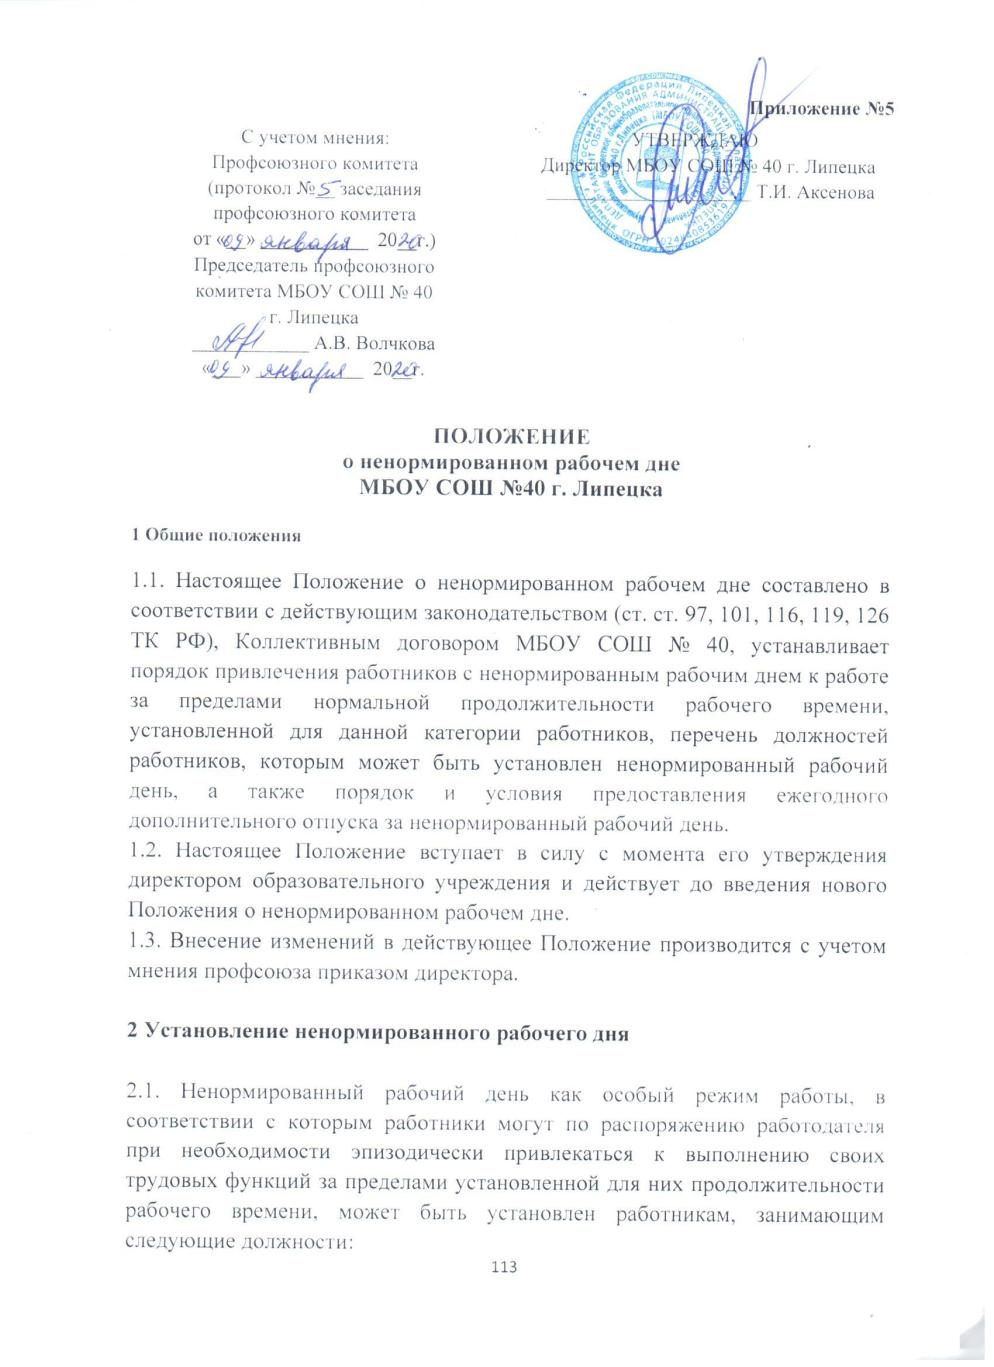 Приложение №5
С учетом мнения:
Профсоюзного комитета
(протокол № 5 заседания
профсоюзного комитета
от «09» января 2020г.)
Председатель профсоюзного
комитета МБОУ СОШ № 40
г. Липецка
А.В. Волчкова
«09» января 2020г.
УТВЕРЖДАЮ
Директор МБОУ СОШ № 40 г. Липецка
Т.И. Аксенова
ПОЛОЖЕНИЕ
о ненормированном рабочем дне
МБОУ СОШ №40 г. Липецка
1 Общие положения
1.1. Настоящее Положение о ненормированном рабочем дне составлено в
соответствии с действующим законодательством (ст. ст. 97, 101, 116, 119, 126
ТК РФ), Коллективным договором МБОУ СОШ № 40, устанавливает
порядок привлечения работников с ненормированным рабочим днем к работе
за пределами нормальной продолжительности рабочего времени,
установленной для данной категории работников, перечень должностей
работников, которым может быть установлен ненормированный рабочий
день, а также порядок и условия предоставления ежегодного
дополнительного отпуска за ненормированный рабочий день.
1.2. Настоящее Положение вступает в силу с момента его утверждения
директором образовательного учреждения и действует до введения нового
Положения о ненормированном рабочем дне.
1.3. Внесение изменений в действующее Положение производится с учетом
мнения профсоюза приказом директора.
2 Установление ненормированного рабочего дня
2.1. Ненормированный рабочий день как особый режим работы, в
соответствии с которым работники могут по распоряжению работодателя
при необходимости эпизодически привлекаться к выполнению своих
трудовых функций за пределами установленной для них продолжительности
рабочего времени, может быть установлен работникам, занимающим
следующие должности:
113